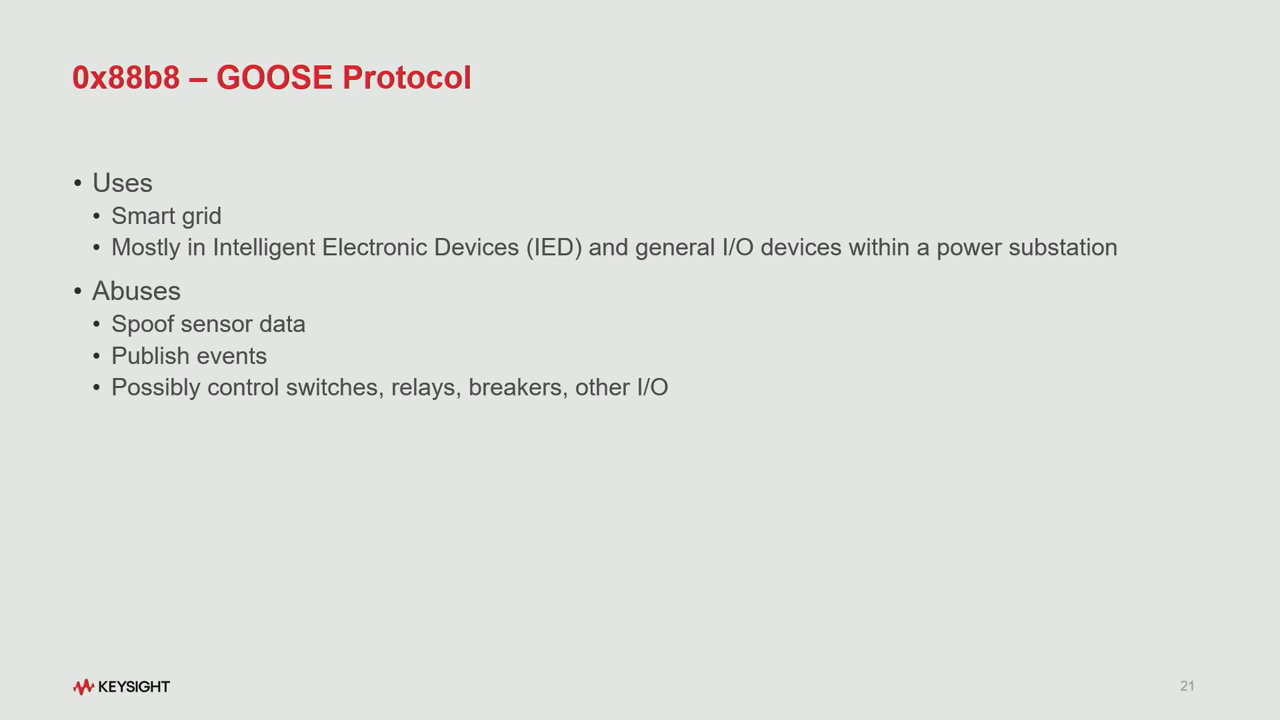 0x88b8 – GOOSE Protocol
• Uses
• Smart grid
• Mostly in Intelligent Electronic Devices (IED) and general I/O devices within a power substation
• Abuses
• Spoof sensor data
• Publish events
• Possibly control switches, relays, breakers, other I/O
KEYSIGHT
21